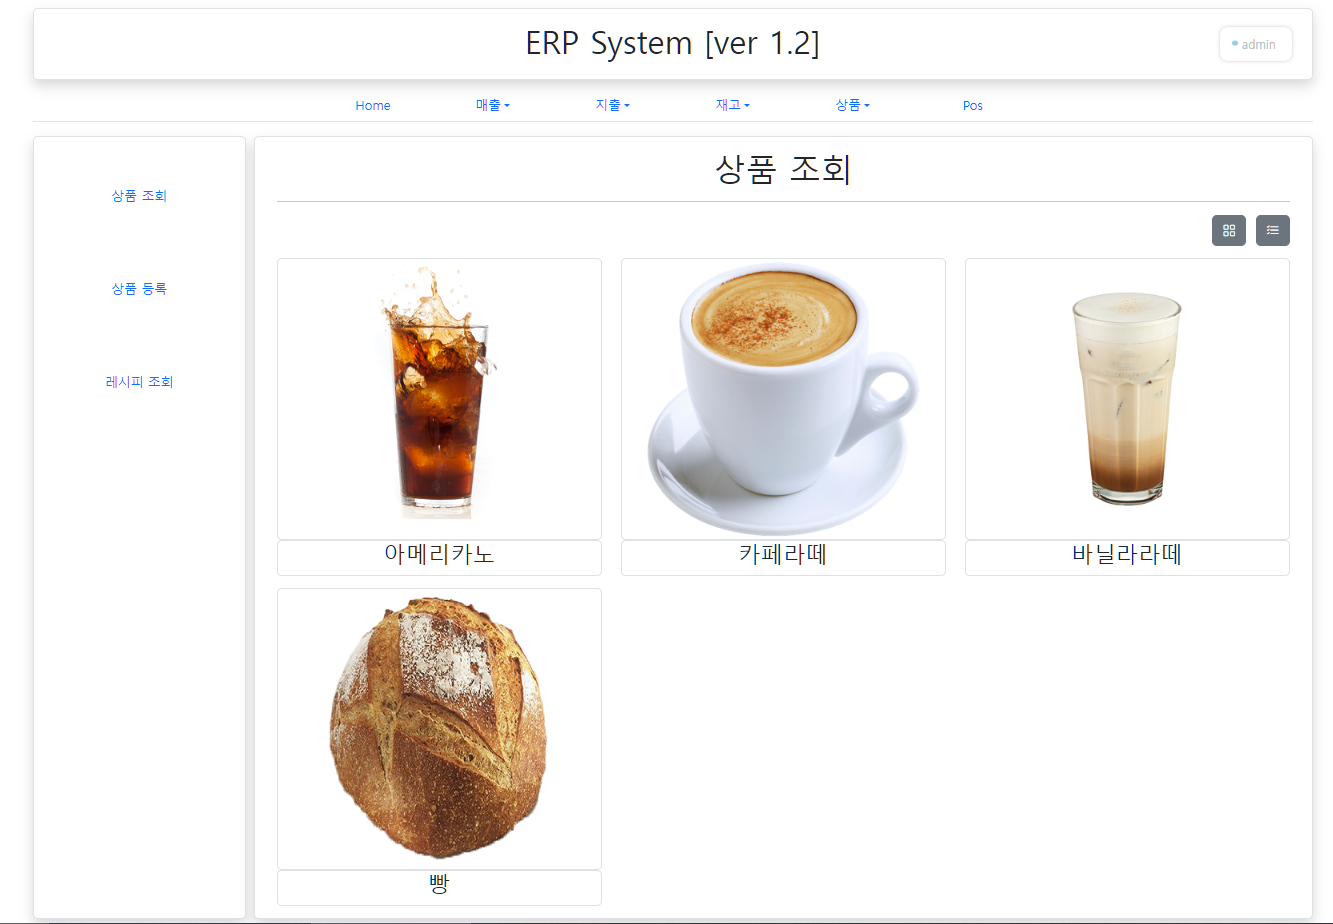 ERP System [ver 1.2]
admin
Home 매출 지출 재고 상품 Pos
상품 조회
상품 등록
레시피 조회
상품 조회
아메리카노
카페라떼
바닐라라떼
빵